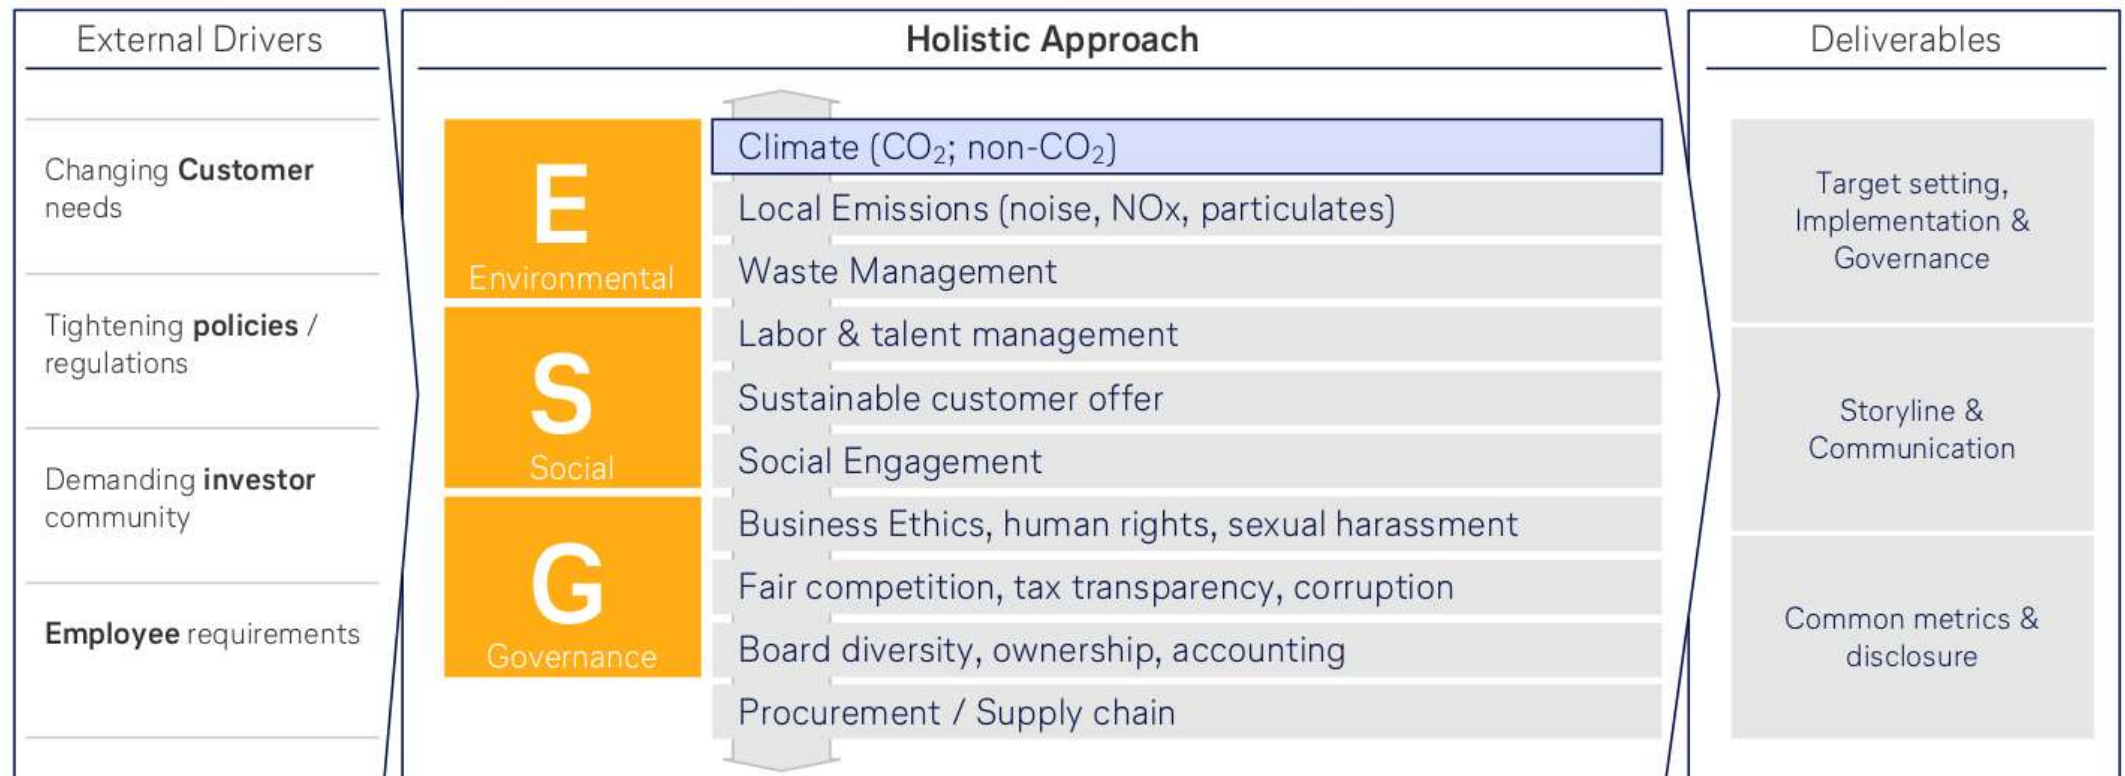 External Drivers
Changing Customer
needs
Tightening policies /
regulations
Demanding investor
community
Employee requirements
Holistic Approach
E
Environmental
S
Social
G
Governance
Climate (CO₂; non-CO₂)
Local Emissions (noise, NOx, particulates)
Waste Management
Labor & talent management
Sustainable customer offer
Social Engagement
Business Ethics, human rights, sexual harassment
Fair competition, tax transparency, corruption
Board diversity, ownership, accounting
Procurement / Supply chain
Deliverables
Target setting,
Implementation &
Governance
Storyline &
Communication
Common metrics &
disclosure